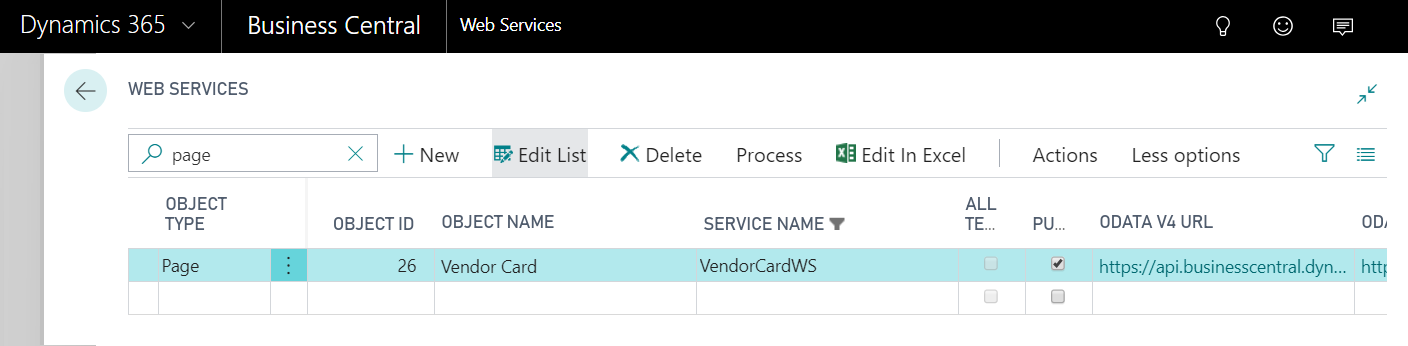 Dynamics 365 Business Central Web Services
WEB SERVICES
page New Edit List Delete Process Edit In Excel Actions Less options
OBJECT TYPE OBJECT ID OBJECT NAME SERVICE NAME ALL TE... PU... ODATA V4 URL ODA
Page 26 Vendor Card VendorCardWS https://api.businesscentral.dyn... http